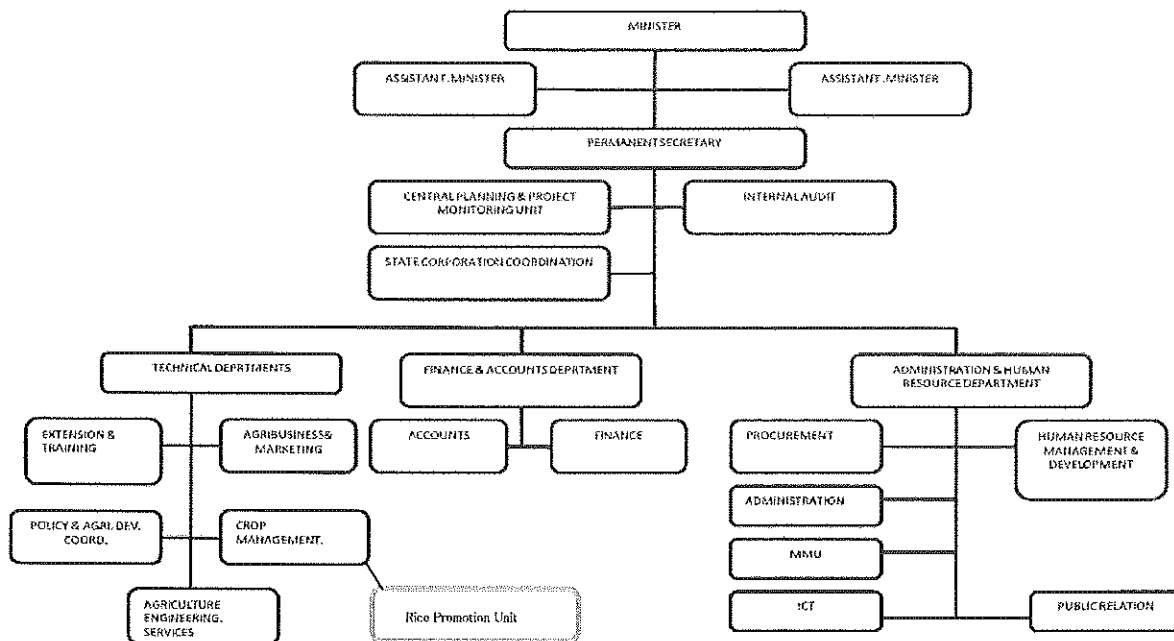 MINISTER
ASSISTANT. MINISTER
ASSISTANT. MINISTER
PERMANENT SECRETARY
CENTRAL PLANNING & PROJECT
MONITORING UNIT
INTERNAL AUDIT
STATE CORPORATION COORDINATION
TECHNICAL DEPRTMENTS
FINANCE & ACCOUNTS DEPRTMENT
ADMINISTRATION & HUMAN
RESOURCE DEPARTMENT
EXTENSION &
TRAINING
AGRIBUSINESS &
MARKETING
ACCOUNTS
FINANCE
PROCUREMENT
HUMAN RESOURCE
MANAGEMENT &
DEVELOPMENT
ADMINISTRATION
POLICY & AGRI. DEV.
COORD.
CROP
MANAGEMENT.
MMU
AGRICULTURE
ENGINEERING.
SERVICES
Rice Promotion Unit
ICT
PUBLIC RELATION